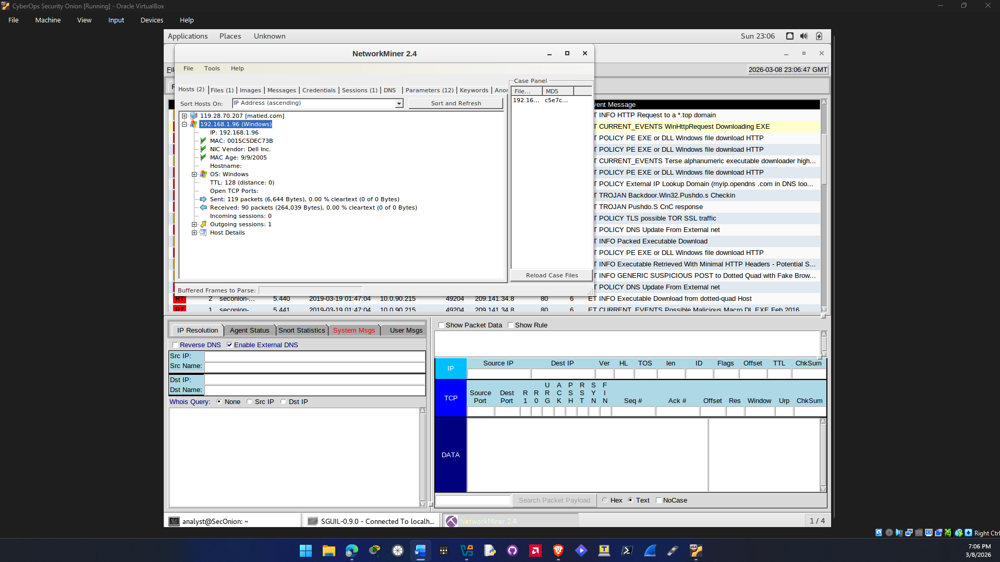 CyberOps Security Onion [Running] - Oracle VirtualBox
File Machine View Input Devices Help
Applications Places Unknown Sun 23:06
NetworkMiner 2.4
File Tools Help
2026-03-08 23:06:47 GMT
Case Panel
Hosts (2) Files (1) Images Messages Credentials Sessions (1) DNS Parameters (12) Keywords Anor
File... MD5
192.16... c5e7c...
Sort Hosts On: IP Address (ascending) Sort and Refresh
119.28.70.207 [matied.com]
192.168.1.96 (Windows)
IP: 192.168.1.96
MAC: 0015C5DEC73B
NIC Vendor: Dell Inc.
MAC Age: 9/9/2005
Hostname:
OS: Windows
TTL: 128 (distance: 0)
Open TCP Ports:
Sent: 119 packets (6,644 Bytes), 0.00 % cleartext (0 of 0 Bytes)
Received: 90 packets (264,039 Bytes), 0.00 % cleartext (0 of 0 Bytes)
Incoming sessions: 0
Outgoing sessions: 1
Host Details
Reload Case Files
Buffered Frames to Parse:
vent Message
T INFO HTTP Request to a *.top domain
T CURRENT_EVENTS WinHttpRequest Downloading EXE
T POLICY PE EXE or DLL Windows file download HTTP
T POLICY PE EXE or DLL Windows file download HTTP
T CURRENT_EVENTS Terse alphanumeric executable downloader high...
T POLICY PE EXE or DLL Windows file download HTTP
T POLICY External IP Lookup Domain (myip.opendns .com in DNS loo...
T TROJAN Backdoor.Win32.Pushdo.s Checkin
T TROJAN Pushdo.S CnC response
T POLICY TLS possible TOR SSL traffic
T POLICY DNS Update From External net
T INFO Packed Executable Download
T POLICY PE EXE or DLL Windows file download HTTP
T INFO Executable Retrieved With Minimal HTTP Headers - Potential S...
T INFO GENERIC SUSPICIOUS POST to Dotted Quad with Fake Brow...
T POLICY DNS Update From External net
RT 2 seconion-... 5.440 2019-03-19 01:47:04 10.0.90.215 49204 209.141.34.8 80 6 ET INFO Executable Download from dotted-quad Host
RT 1 seconion- 5.441 2019-03-19 01:47:04 10.0.90.215 49204 209.141.34.8 80 6 ET CURRENT_EVENTS Possible Malicious Macro DL EXE Feb 2016
IP Resolution Agent Status Snort Statistics System Msgs User Msgs
Reverse DNS Enable External DNS
Src IP:
Src Name:
Dst IP:
Dst Name:
Whois Query: None Src IP Dst IP
Show Packet Data Show Rule
IP Source IP Dest IP Ver HL TOS len ID Flags Offset TTL ChkSum
TCP Source Port Dest Port R1 R0 URG ACK PSH RST SYN FIN Seq # Ack # Offset Res Window Urp ChkSum
DATA
Search Packet Payload Hex Text NoCase
analyst@SecOnion: ~ SGUIL-0.9.0 - Connected To localh... NetworkMiner 2.4 1 / 4
Right Ctrl
7:06 PM
3/8/2026